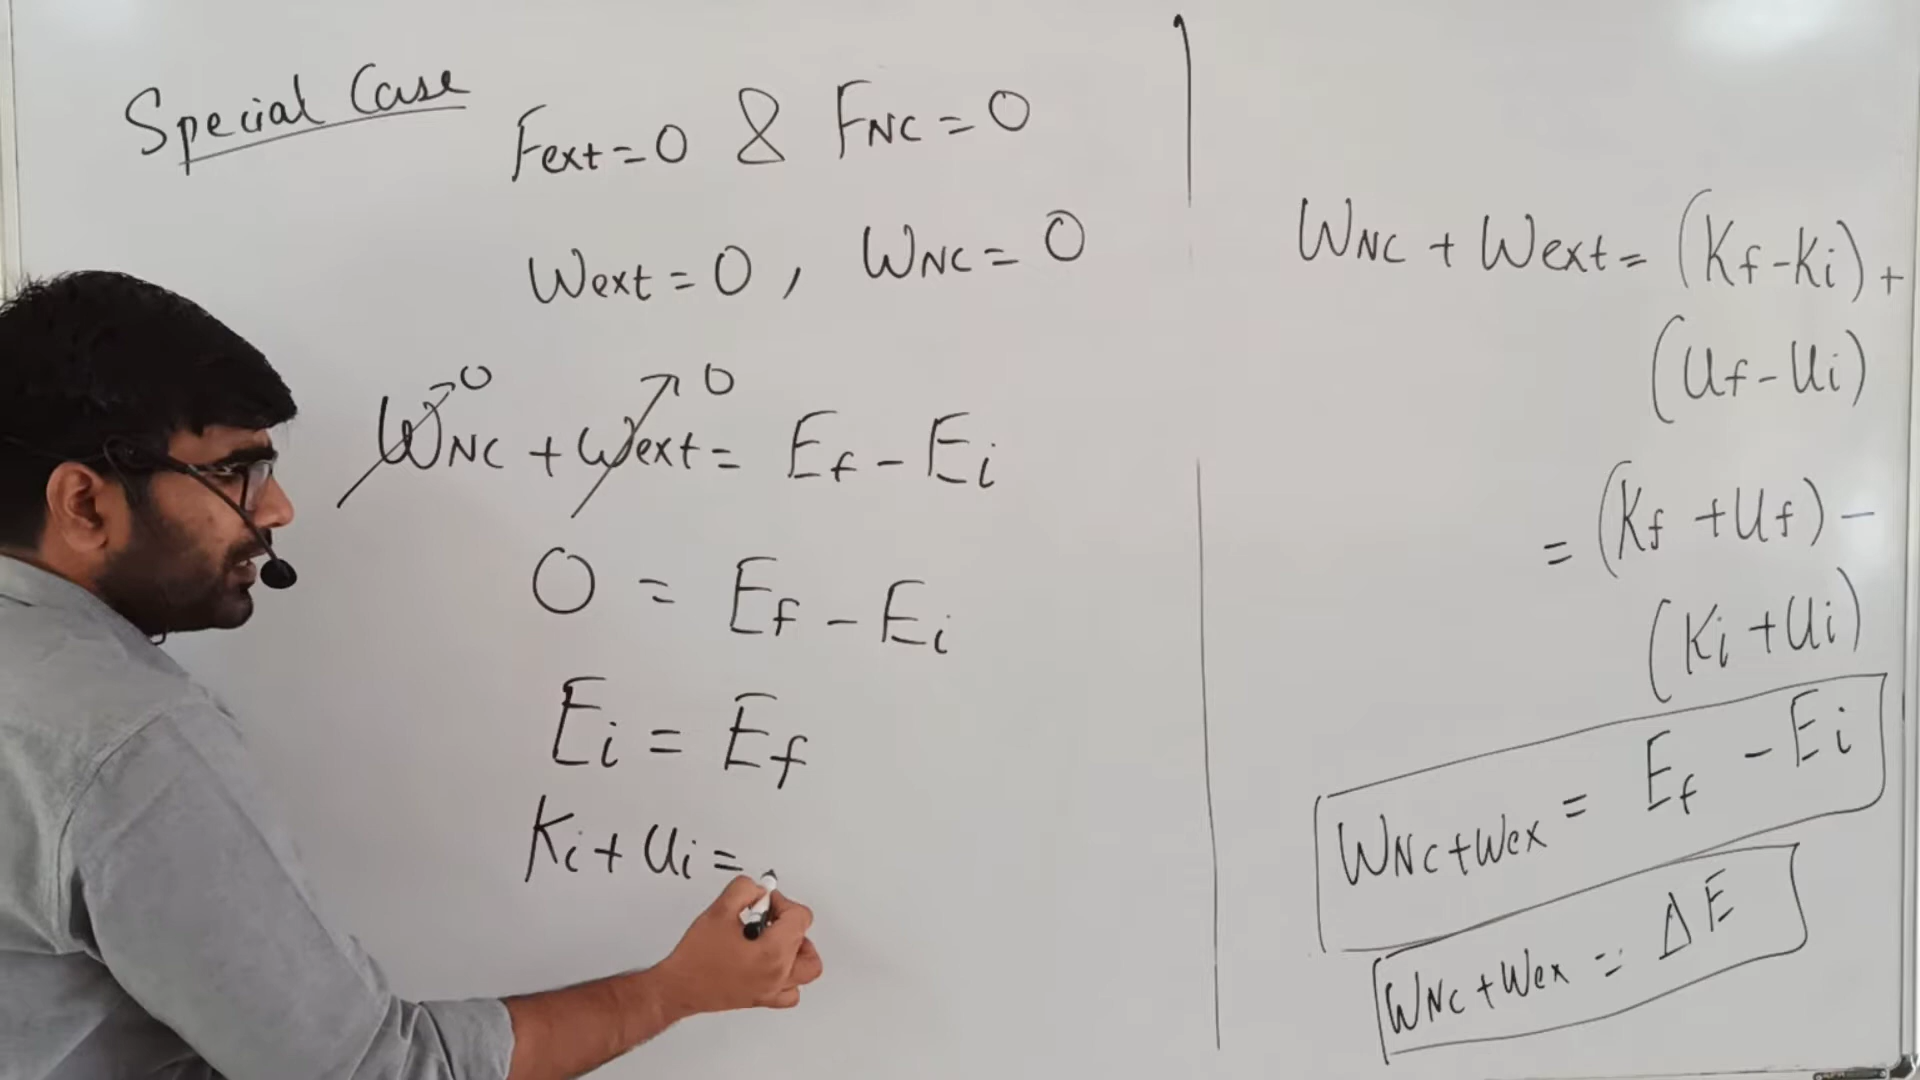 Special Case
Fext = 0 & FNC = 0
Wext = 0 , WNC = 0
0 0
WNC + Wext = Ef - Ei
0 = Ef - Ei
Ei = Ef
Ki + Ui =
WNC + Wext = (Kf - Ki) +
(Uf - Ui)
= (Kf + Uf) -
(Ki + Ui)
WNC + Wex = Ef - Ei
WNC + Wex = ΔE